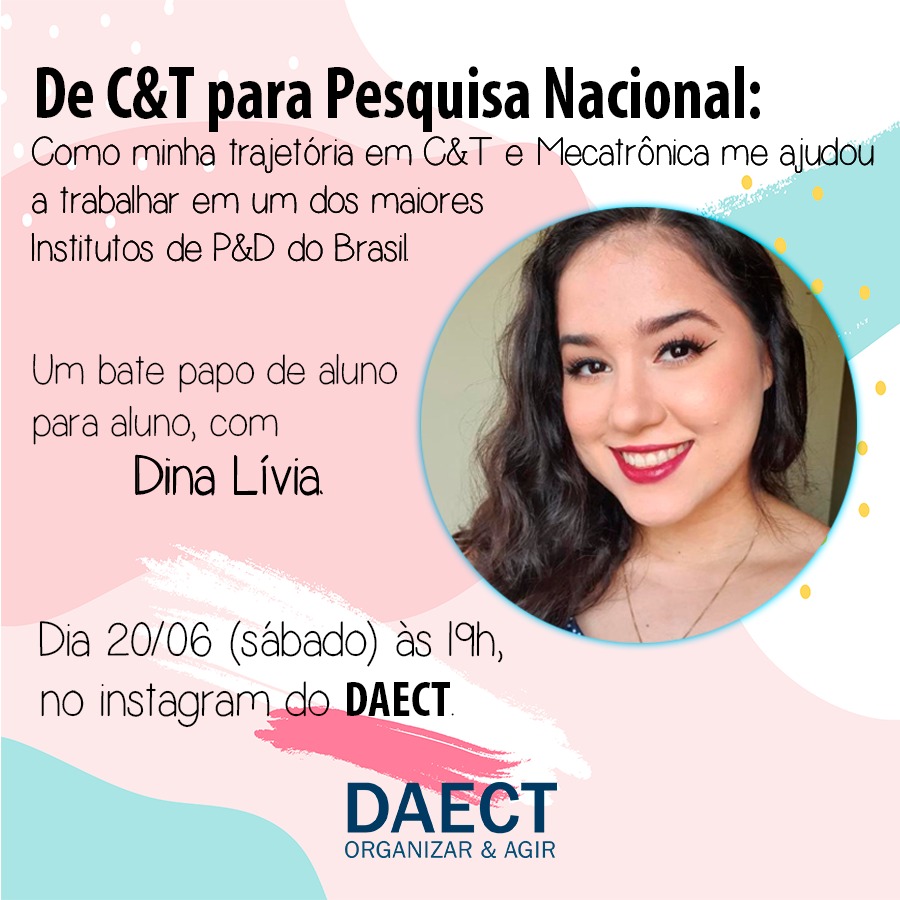 De C&T para Pesquisa Nacional:
Como minha trajetória em C&T e Mecatrônica me ajudou
a trabalhar em um dos maiores
Institutos de P&D do Brasil.
Um bate papo de aluno
para aluno, com
Dina Lívia.
Dia 20/06 (sábado) às 19h,
no instagram do DAECT.
DAECT
ORGANIZAR & AGIR